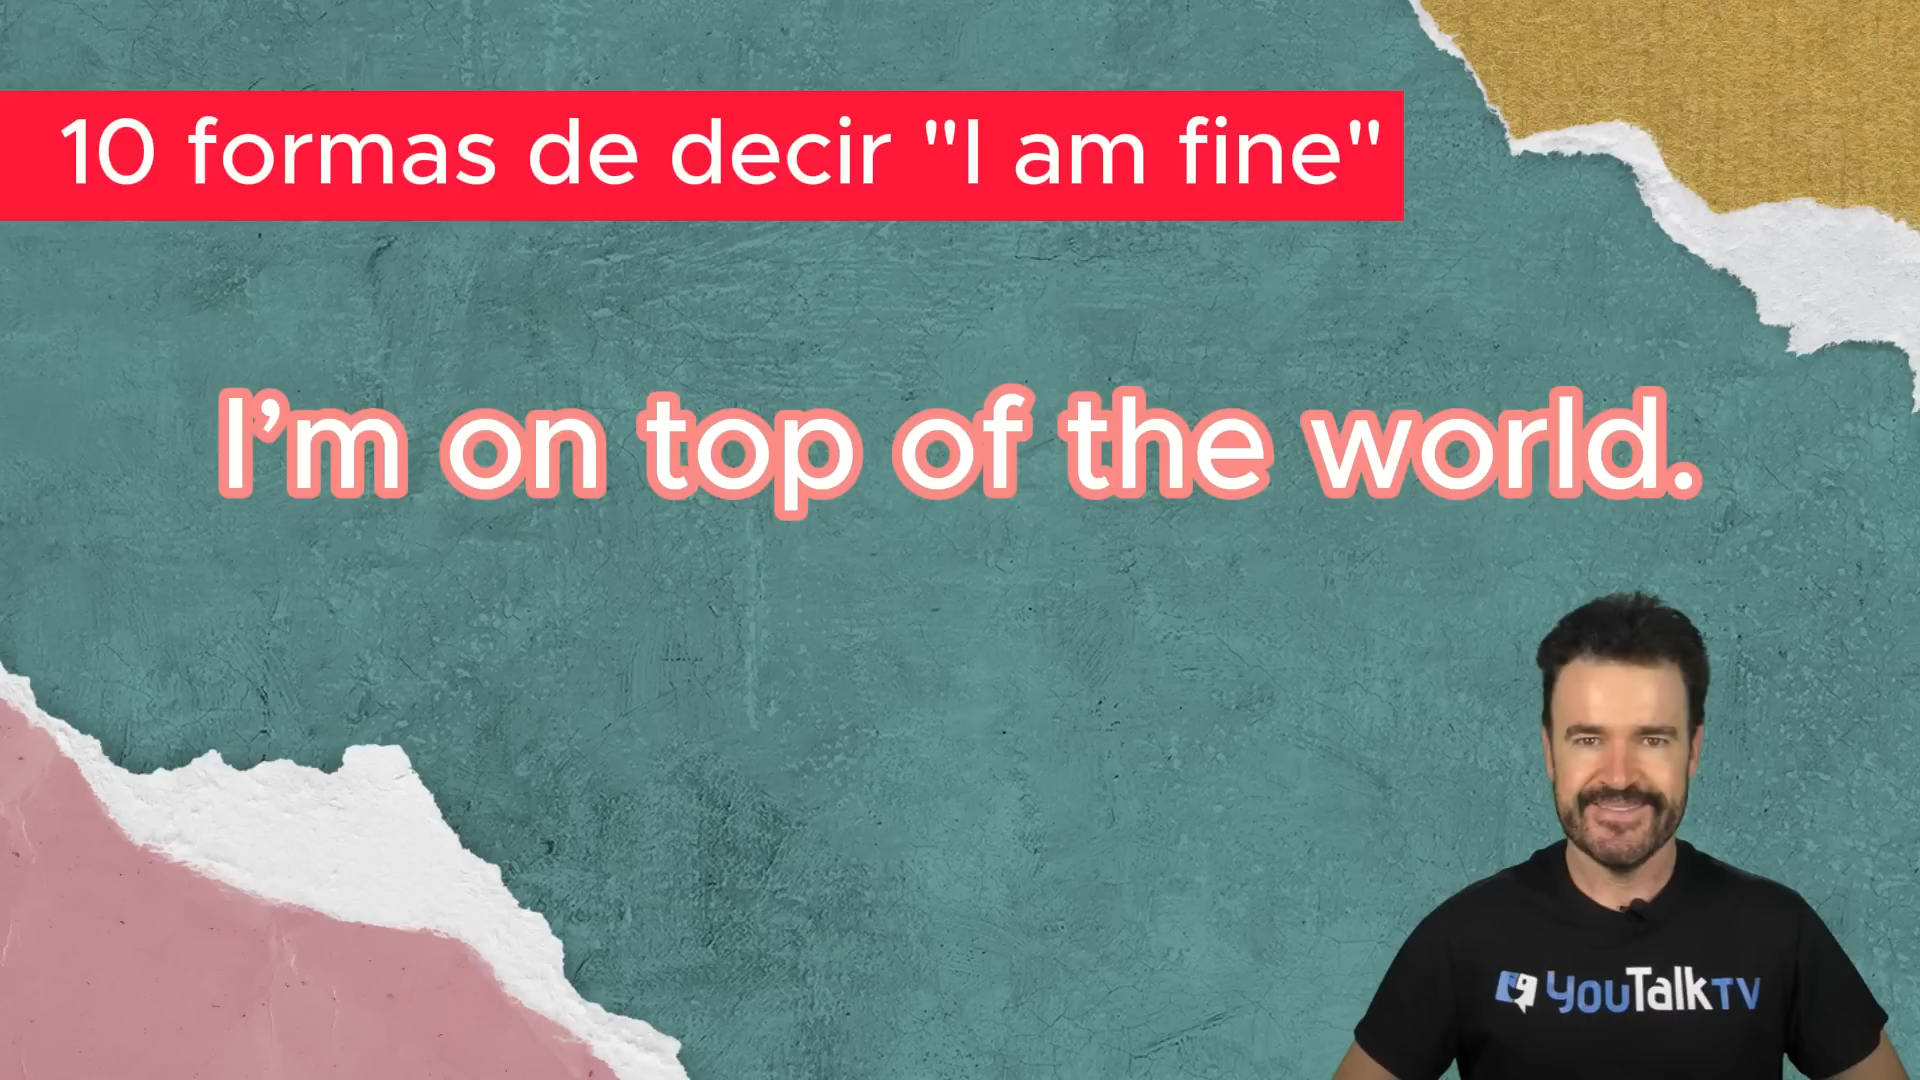 10 formas de decir "I am fine"
I'm on top of the world.
YouTalkTV